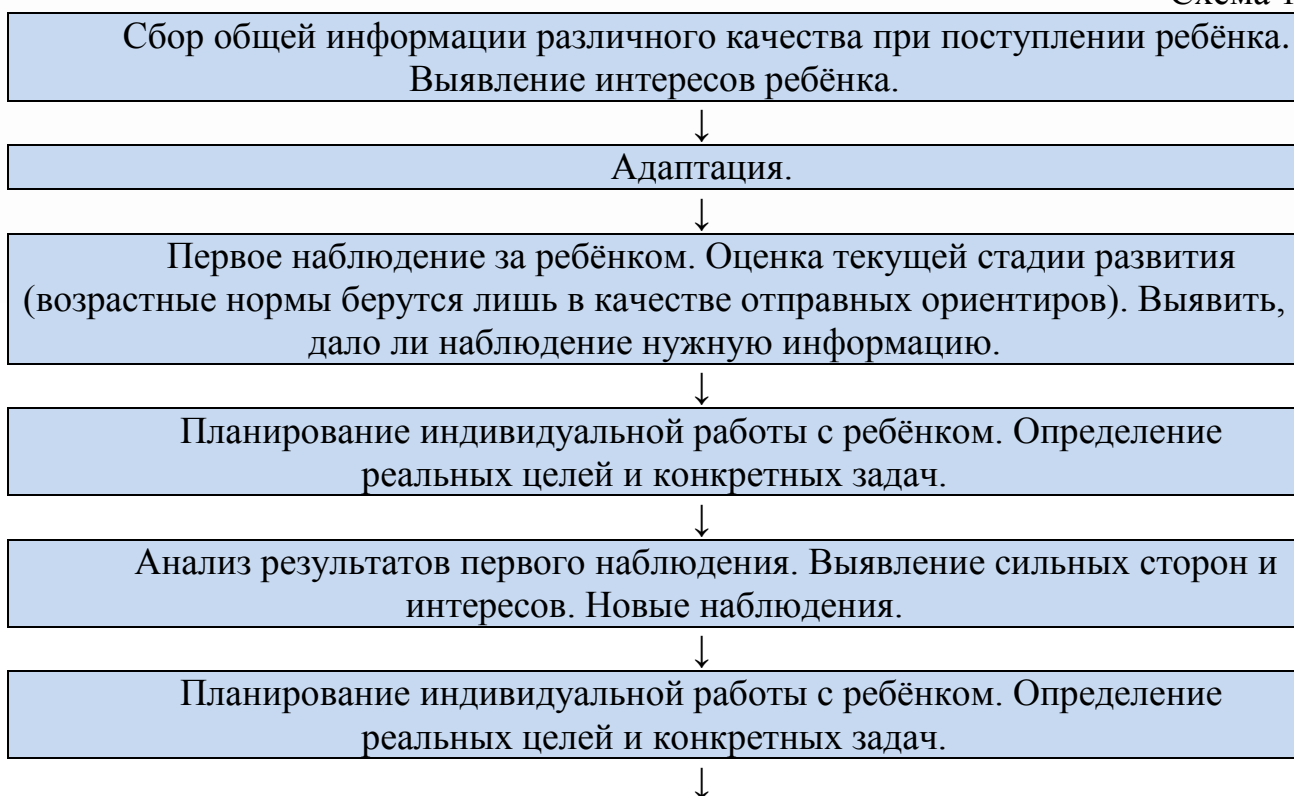 Сбор общей информации различного качества при поступлении ребёнка.
Выявление интересов ребёнка.
↓
Адаптация.
↓
Первое наблюдение за ребёнком. Оценка текущей стадии развития
(возрастные нормы берутся лишь в качестве отправных ориентиров). Выявить,
дало ли наблюдение нужную информацию.
↓
Планирование индивидуальной работы с ребёнком. Определение
реальных целей и конкретных задач.
↓
Анализ результатов первого наблюдения. Выявление сильных сторон и
интересов. Новые наблюдения.
↓
Планирование индивидуальной работы с ребёнком. Определение
реальных целей и конкретных задач.
↓